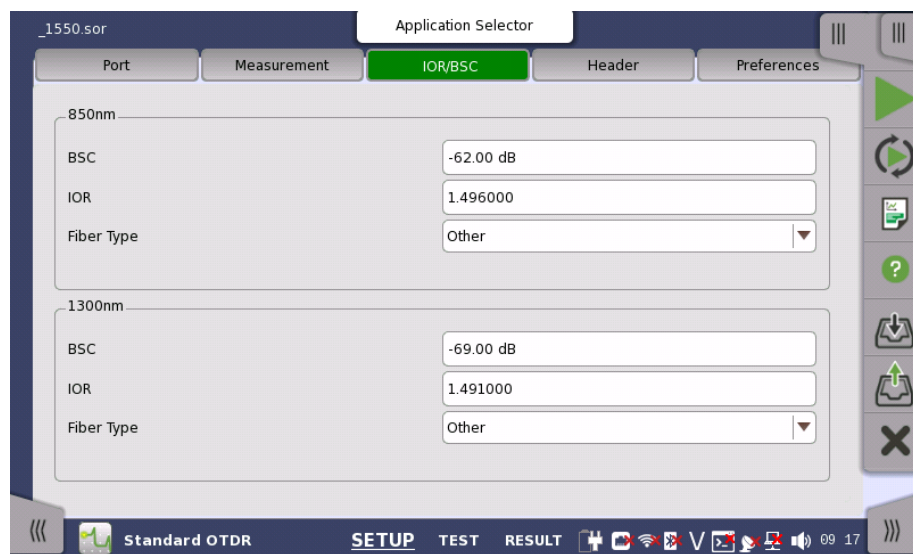 _1550.sor
Application Selector
Port Measurement IOR/BSC Header Preferences
850nm
BSC -62.00 dB
IOR 1.496000
Fiber Type Other
1300nm
BSC -69.00 dB
IOR 1.491000
Fiber Type Other
Standard OTDR SETUP TEST RESULT V 09 17